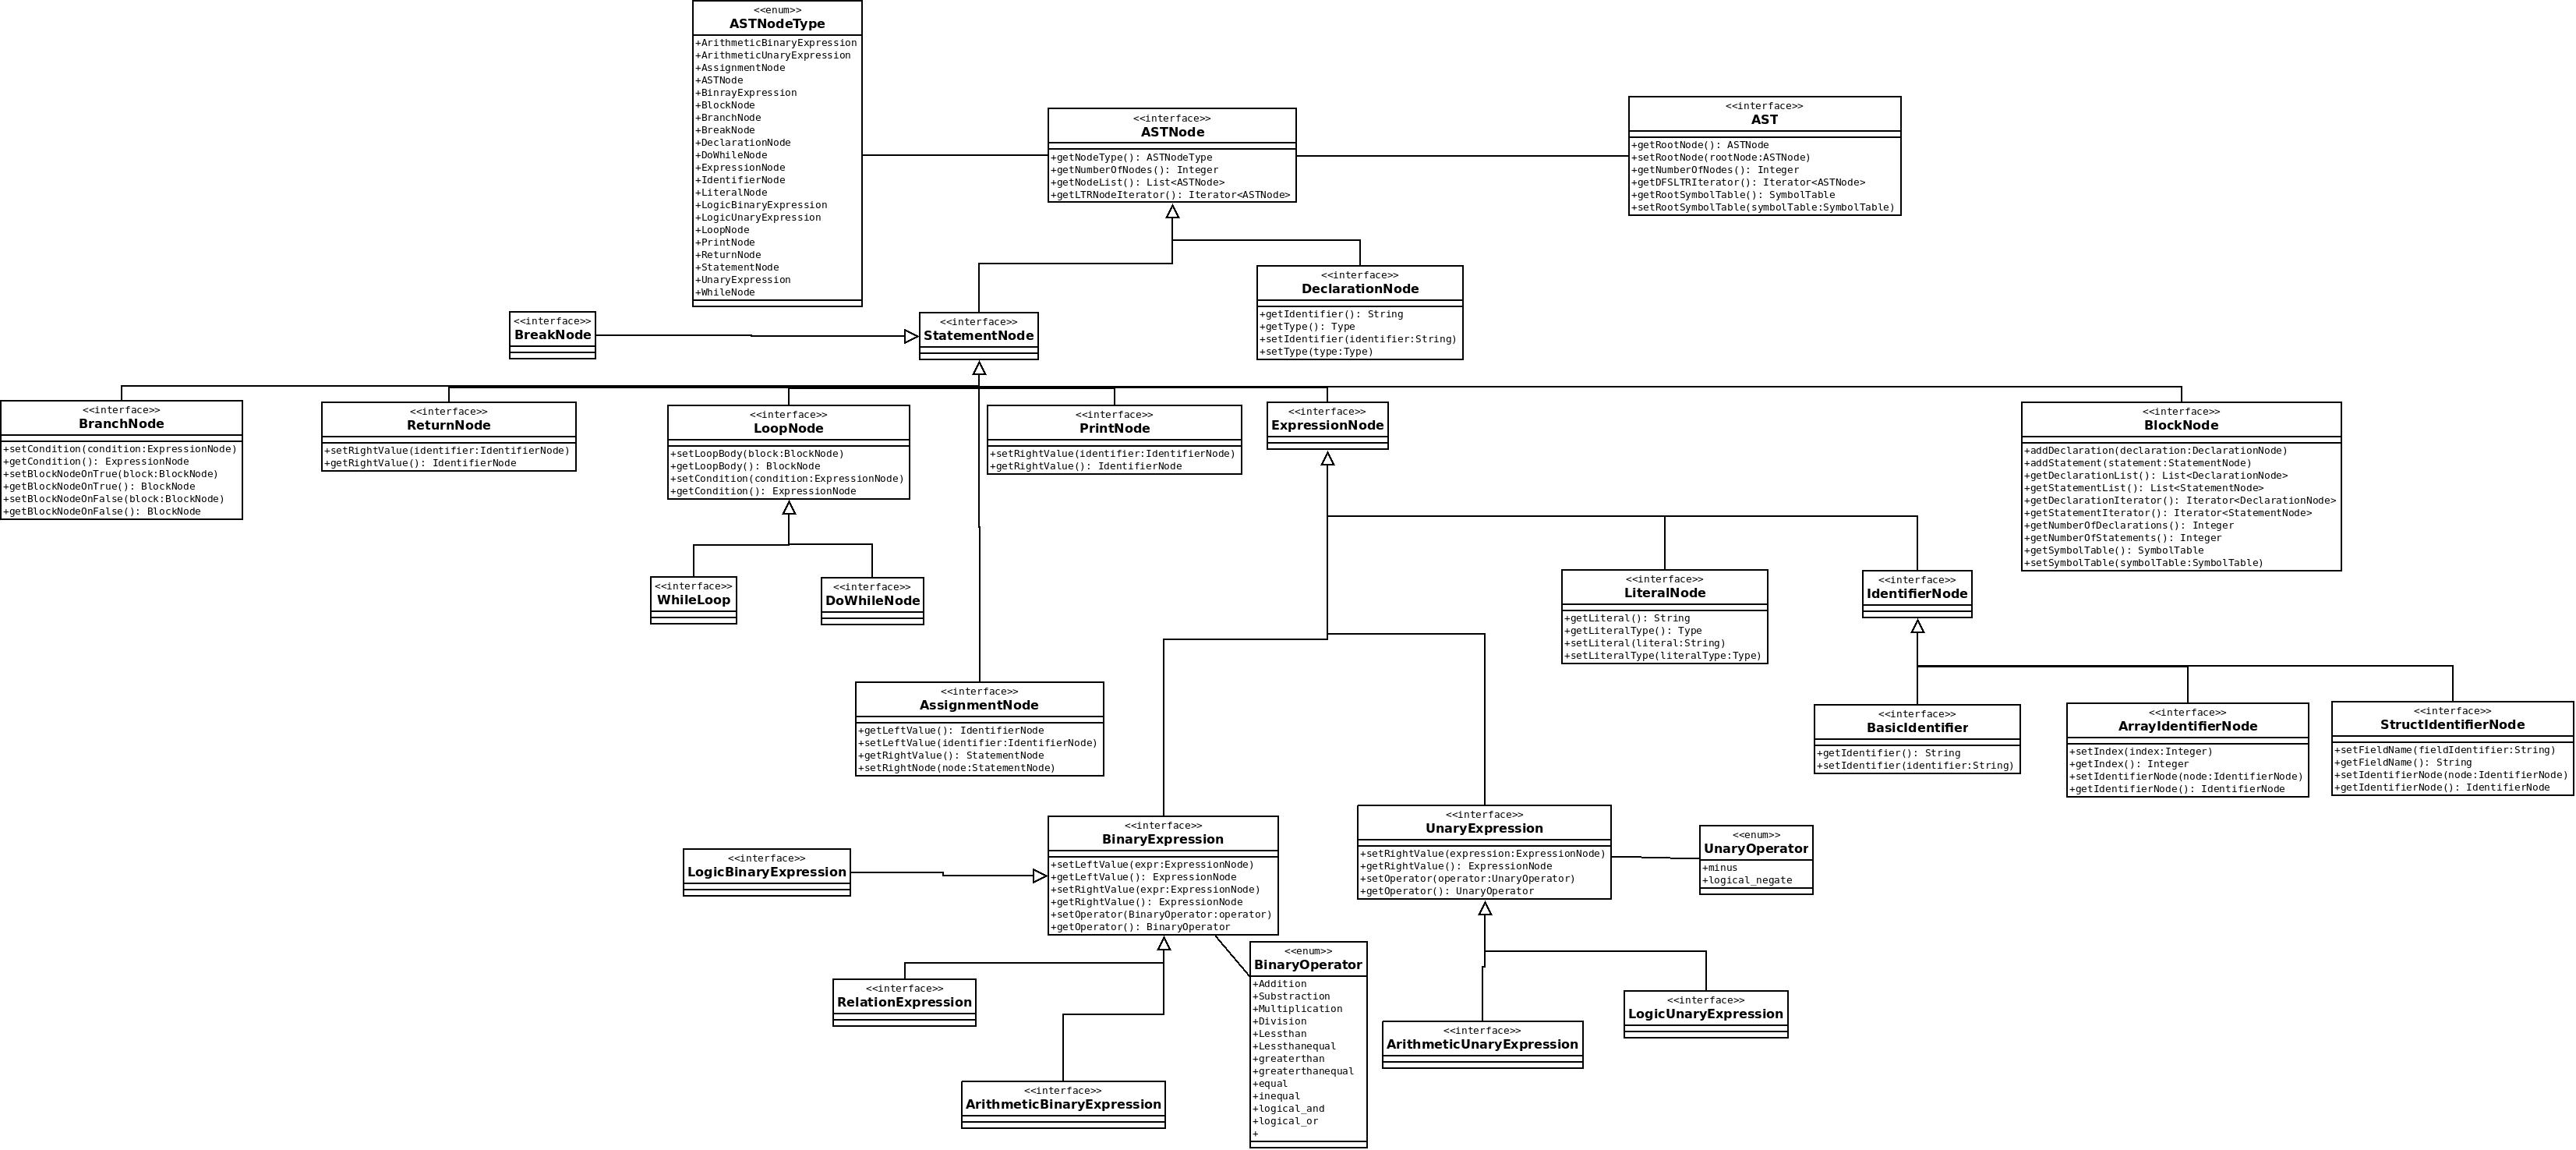 <<enum>>
ASTNodeType
+ArithmeticBinaryExpression
+ArithmeticUnaryExpression
+AssignmentNode
+ASTNode
+BinrayExpression
+BlockNode
+BranchNode
+BreakNode
+DeclarationNode
+DoWhileNode
+ExpressionNode
+IdentifierNode
+LiteralNode
+LogicBinaryExpression
+LogicUnaryExpression
+LoopNode
+PrintNode
+ReturnNode
+StatementNode
+UnaryExpression
+WhileNode
<<interface>>
ASTNode
+getNodeType(): ASTNodeType
+getNumberOfNodes(): Integer
+getNodeList(): List<ASTNode>
+getLTRNodeIterator(): Iterator<ASTNode>
<<interface>>
AST
+getRootNode(): ASTNode
+setRootNode(rootNode:ASTNode)
+getNumberOfNodes(): Integer
+getDFSLTRIterator(): Iterator<ASTNode>
+getRootSymbolTable(): SymbolTable
+setRootSymbolTable(symbolTable:SymbolTable)
<<interface>>
DeclarationNode
+getIdentifier(): String
+getType(): Type
+setIdentifier(identifier:String)
+setType(type:Type)
<<interface>>
BreakNode
<<interface>>
StatementNode
<<interface>>
BranchNode
+setCondition(condition:ExpressionNode)
+getCondition(): ExpressionNode
+setBlockNodeOnTrue(block:BlockNode)
+getBlockNodeOnTrue(): BlockNode
+setBlockNodeOnFalse(block:BlockNode)
+getBlockNodeOnFalse(): BlockNode
<<interface>>
ReturnNode
+setRightValue(identifier:IdentifierNode)
+getRightValue(): IdentifierNode
<<interface>>
LoopNode
+setLoopBody(block:BlockNode)
+getLoopBody(): BlockNode
+setCondition(condition:ExpressionNode)
+getCondition(): ExpressionNode
<<interface>>
PrintNode
+setRightValue(identifier:IdentifierNode)
+getRightValue(): IdentifierNode
<<interface>>
ExpressionNode
<<interface>>
BlockNode
+addDeclaration(declaration:DeclarationNode)
+addStatement(statement:StatementNode)
+getDeclarationList(): List<DeclarationNode>
+getStatementList(): List<StatementNode>
+getDeclarationIterator(): Iterator<DeclarationNode>
+getStatementIterator(): Iterator<StatementNode>
+getNumberOfDeclarations(): Integer
+getNumberOfStatements(): Integer
+getSymbolTable(): SymbolTable
+setSymbolTable(symbolTable:SymbolTable)
<<interface>>
WhileLoop
<<interface>>
DoWhileNode
<<interface>>
LiteralNode
+getLiteral(): String
+getLiteralType(): Type
+setLiteral(literal:String)
+setLiteralType(literalType:Type)
<<interface>>
IdentifierNode
<<interface>>
AssignmentNode
+getLeftValue(): IdentifierNode
+setLeftValue(identifier:IdentifierNode)
+getRightValue(): StatementNode
+setRightNode(node:StatementNode)
<<interface>>
BasicIdentifier
+getIdentifier(): String
+setIdentifier(identifier:String)
<<interface>>
ArrayIdentifierNode
+setIndex(index:Integer)
+getIndex(): Integer
+setIdentifierNode(node:IdentifierNode)
+getIdentifierNode(): IdentifierNode
<<interface>>
StructIdentifierNode
+setFieldName(fieldIdentifier:String)
+getFieldName(): String
+setIdentifierNode(node:IdentifierNode)
+getIdentifierNode(): IdentifierNode
<<interface>>
LogicBinaryExpression
<<interface>>
BinaryExpression
+setLeftValue(expr:ExpressionNode)
+getLeftValue(): ExpressionNode
+setRightValue(expr:ExpressionNode)
+getRightValue(): ExpressionNode
+setOperator(BinaryOperator:operator)
+getOperator(): BinaryOperator
<<interface>>
UnaryExpression
+setRightValue(expression:ExpressionNode)
+getRightValue(): ExpressionNode
+setOperator(operator:UnaryOperator)
+getOperator(): UnaryOperator
<<enum>>
UnaryOperator
+minus
+logical_negate
<<interface>>
RelationExpression
<<enum>>
BinaryOperator
+Addition
+Substraction
+Multiplication
+Division
+Lessthan
+Lessthanequal
+greaterthan
+greaterthanequal
+equal
+inequal
+logical_and
+logical_or
+
<<interface>>
LogicUnaryExpression
<<interface>>
ArithmeticUnaryExpression
<<interface>>
ArithmeticBinaryExpression